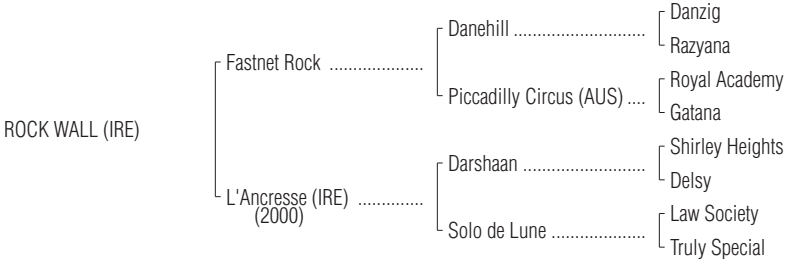 Danzig
Danehill ............................
Razyana
Fastnet Rock ....................
Royal Academy
Piccadilly Circus (AUS) ....
Gatana
ROCK WALL (IRE)
Shirley Heights
Darshaan ..........................
Delsy
L'Ancresse (IRE) ..............
(2000)
Law Society
Solo de Lune ....................
Truly Special